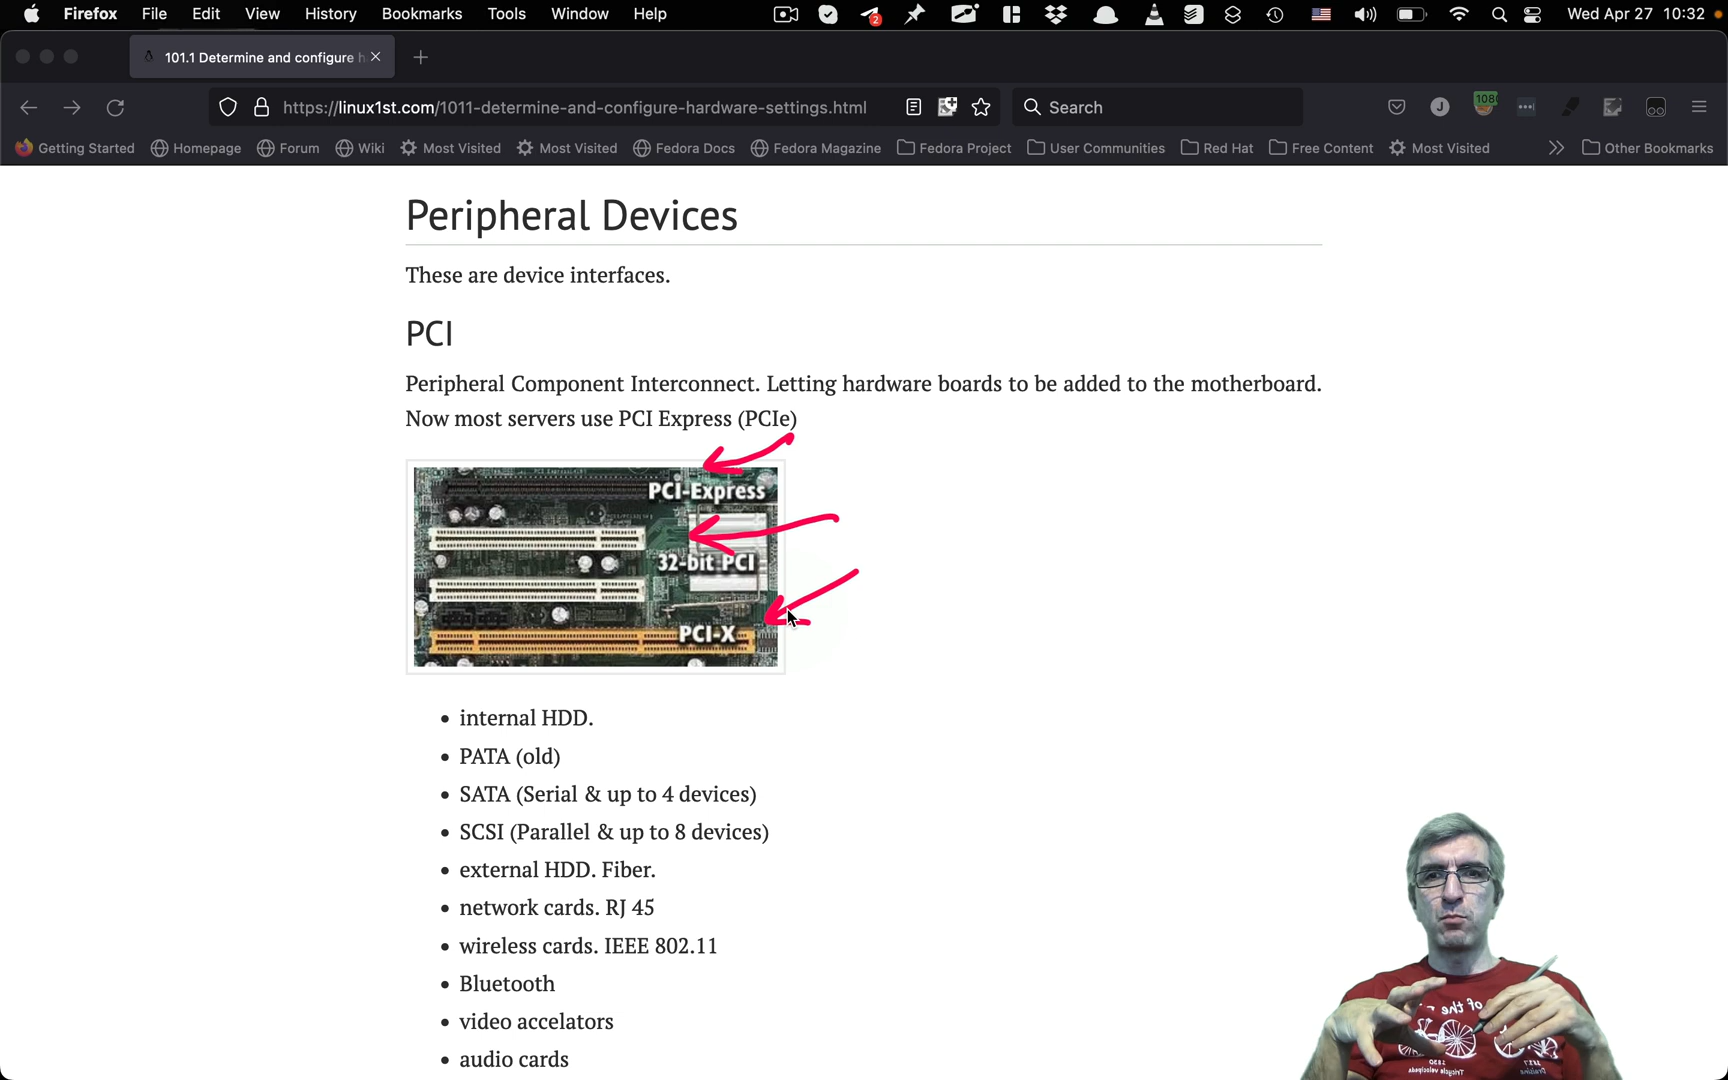 Firefox File Edit View History Bookmarks Tools Window Help 2 Wed Apr 27 10:32
101.1 Determine and configure h
https://linux1st.com/1011-determine-and-configure-hardware-settings.html Search J 108
Getting Started Homepage Forum Wiki Most Visited Most Visited Fedora Docs Fedora Magazine Fedora Project User Communities Red Hat Free Content Most Visited Other Bookmarks
Peripheral Devices
These are device interfaces.
PCI
Peripheral Component Interconnect. Letting hardware boards to be added to the motherboard.
Now most servers use PCI Express (PCIe)
PCi-Express
32-bit PCI
PCI-X
• internal HDD.
• PATA (old)
• SATA (Serial & up to 4 devices)
• SCSI (Parallel & up to 8 devices)
• external HDD. Fiber.
• network cards. RJ 45
• wireless cards. IEEE 802.11
• Bluetooth
• video accelators
• audio cards
of the